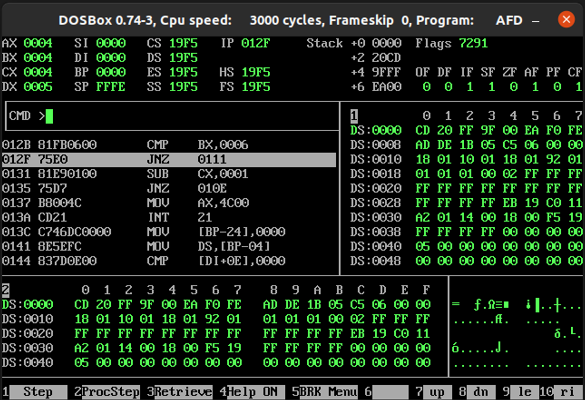 DOSBox 0.74-3, Cpu speed: 3000 cycles, Frameskip 0, Program: AFD
AX 0004 SI 0000 CS 19F5 IP 012F Stack +0 0000 Flags 7291
BX 0004 DI 0000 DS 19F5 +2 20CD
CX 0004 BP 0000 ES 19F5 HS 19F5 +4 9FFF OF DF IF SF ZF AF PF CF
DX 0005 SP FFFE SS 19F5 FS 19F5 +6 EA00 0 0 1 1 0 1 0 1
CMD >
1 0 1 2 3 4 5 6 7
DS:0000 CD 20 FF 9F 00 EA F0 FE
DS:0008 AD DE 1B 05 C5 06 00 00
DS:0010 18 01 10 01 18 01 92 01
DS:0018 01 01 01 00 02 FF FF FF
DS:0020 FF FF FF FF FF FF FF FF
DS:0028 FF FF FF FF EB 19 C0 11
DS:0030 A2 01 14 00 18 00 F5 19
DS:0038 FF FF FF FF 00 00 00 00
DS:0040 05 00 00 00 00 00 00 00
DS:0048 00 00 00 00 00 00 00 00
012B 81FB0600 CMP BX,0006
012F 75E0 JNZ 0111
0131 81E90100 SUB CX,0001
0135 75D7 JNZ 010E
0137 B8004C MOV AX,4C00
013A CD21 INT 21
013C C746DC0000 MOV [BP-24],0000
0141 8E5EFC MOV DS,[BP-04]
0144 837D0E00 CMP [DI+0E],0000
2 0 1 2 3 4 5 6 7 8 9 A B C D E F
DS:0000 CD 20 FF 9F 00 EA F0 FE AD DE 1B 05 C5 06 00 00
DS:0010 18 01 10 01 18 01 92 01 01 01 01 00 02 FF FF FF
DS:0020 FF FF FF FF FF FF FF FF FF FF FF FF EB 19 C0 11
DS:0030 A2 01 14 00 18 00 F5 19 FF FF FF FF 00 00 00 00
DS:0040 05 00 00 00 00 00 00 00 00 00 00 00 00 00 00 00
1 Step 2 ProcStep 3 Retrieve 4 Help ON 5 BRK Menu 6 7 up 8 dn 9 le 10 ri